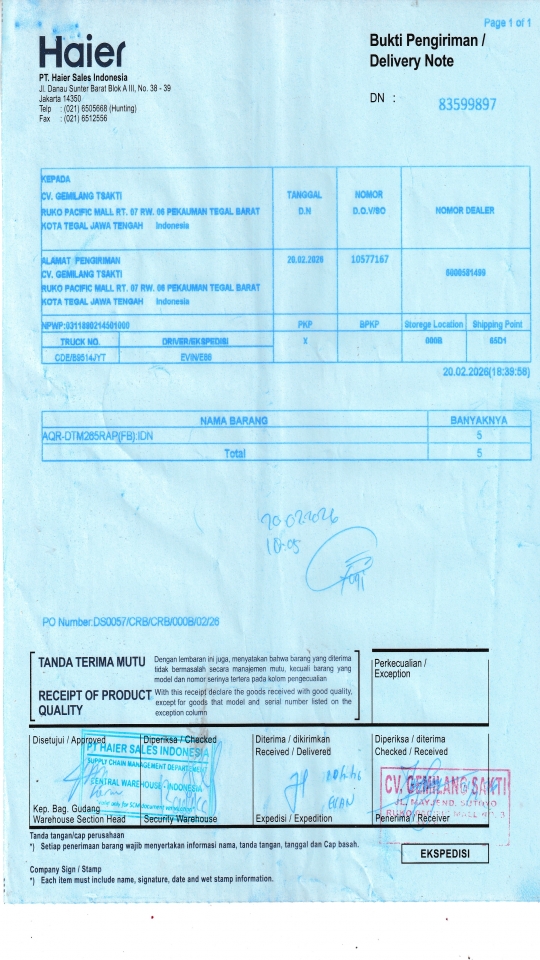 Page 1 of 1
Haier
Bukti Pengiriman /
Delivery Note
PT. Haier Sales Indonesia
Jl. Danau Sunter Barat Blok A III, No. 38 - 39
Jakarta 14350
Telp : (021) 6505668 (Hunting)
Fax : (021) 6512556
DN : 83599897
KEPADA
CV. GEMILANG TSAKTI
RUKO PACIFIC MALL RT. 07 RW. 06 PEKAUMAN TEGAL BARAT
KOTA TEGAL JAWA TENGAH Indonesia
TANGGAL D.N
NOMOR D.O.V/BO
NOMOR DEALER
ALAMAT PENGIRIMAN
CV. GEMILANG TSAKTI
RUKO PACIFIC MALL RT. 07 RW. 06 PEKAUMAN TEGAL BARAT
KOTA TEGAL JAWA TENGAH Indonesia
20.02.2026
10577167
NPWP:0311880214501000
PKP
BPKP
Storege Location
Shipping Point
TRUCK NO.
DRIVER/EKSPEDISI
X
000B
65D1
CDE/B9514JYT
EVIN/E86
20.02.2026(18:39:58)
NAMA BARANG BANYAKNYA
AQR-DTM265RAP(FB):IDN 5
Total 5
20.02.2026
PO Number:DS0057/CRB/CRB/000B/02/26
TANDA TERIMA MUTU
Dengan lembaran ini juga, menyatakan bahwa barang yang diterima
tidak bermasalah secara manajemen mutu, kecuali barang yang
model dan nomor serinya tertera pada kolom pengecualian
RECEIPT OF PRODUCT
QUALITY
With this receipt declare the goods received with good quality,
except for goods that model and serial number listed on the
exception column
Perkecualian /
Exception
Disetujui / Approved
Diperiksa / Checked
Diterima / dikirimkan
Received / Delivered
Diperiksa / diterima
Checked / Received
PT HAIER SALES INDONESIA
SUPPLY CHAIN MANAGEMENT DEPARTEMENT
CENTRAL WAREHOUSE - INDONESIA
CV. GEMILANG SAKTI
JL. MAYJEND. SUTOYO
Kep. Bag. Gudang
Warehouse Section Head
Security Warehouse
Expedisi / Expedition
Penerima / Receiver
Tanda tangan/cap perusahaan
*) Setiap penerimaan barang wajib menyertakan informasi nama, tanda tangan, tanggal dan Cap basah.
EKSPEDISI
Company Sign / Stamp
*) Each item must include name, signature, date and wet stamp information.